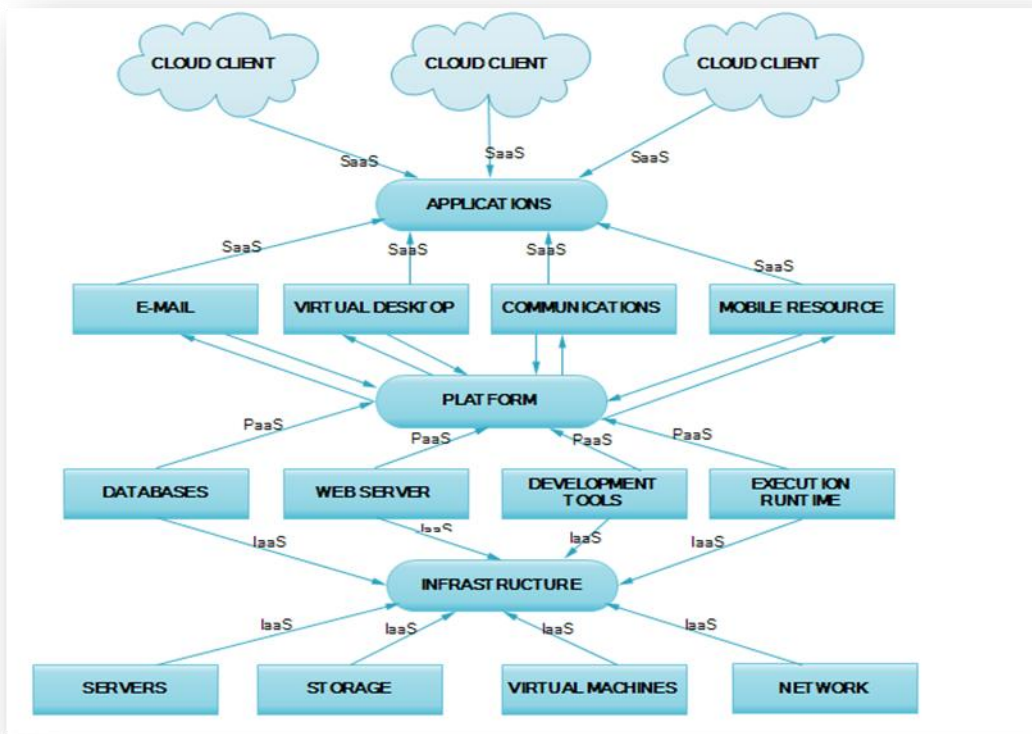 CLOUD CLIENT
CLOUD CLIENT
CLOUD CLIENT
SaaS
SaaS
SaaS
APPLICATIONS
SaaS
SaaS
SaaS
SaaS
E-MAIL
VIRTUAL DESKTOP
COMMUNICATIONS
MOBILE RESOURCE
PLATFORM
PaaS
PaaS
PaaS
PaaS
DATABASES
WEB SERVER
DEVELOPMENT
TOOLS
EXECUTION
RUNTIME
IaaS
IaaS
IaaS
IaaS
INFRASTRUCTURE
IaaS
IaaS
IaaS
IaaS
SERVERS
STORAGE
VIRTUAL MACHINES
NETWORK